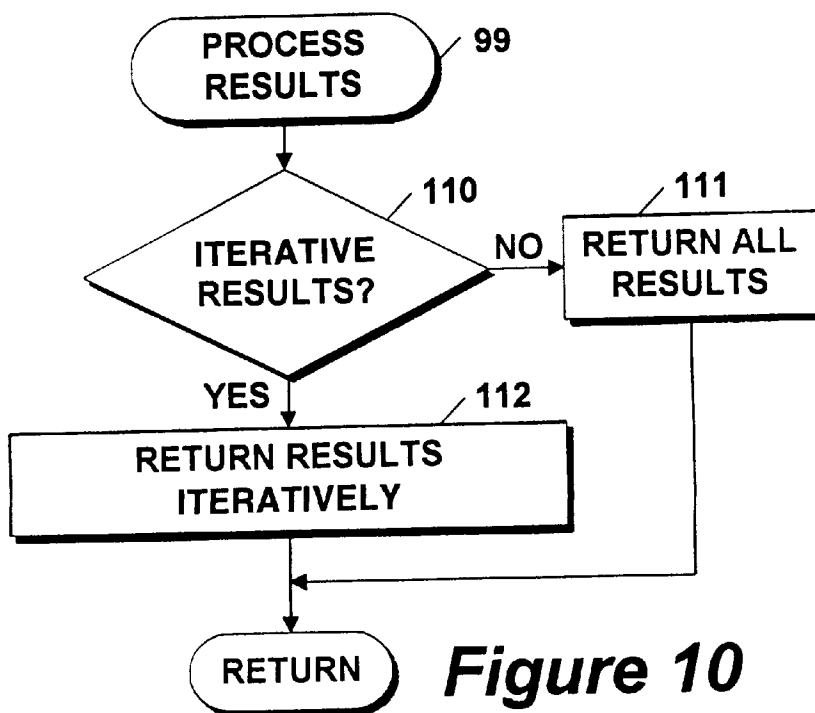 PROCESS
RESULTS
99
110
ITERATIVE
RESULTS?
NO
111
RETURN ALL
RESULTS
YES
112
RETURN RESULTS
ITERATIVELY
RETURN
Figure 10